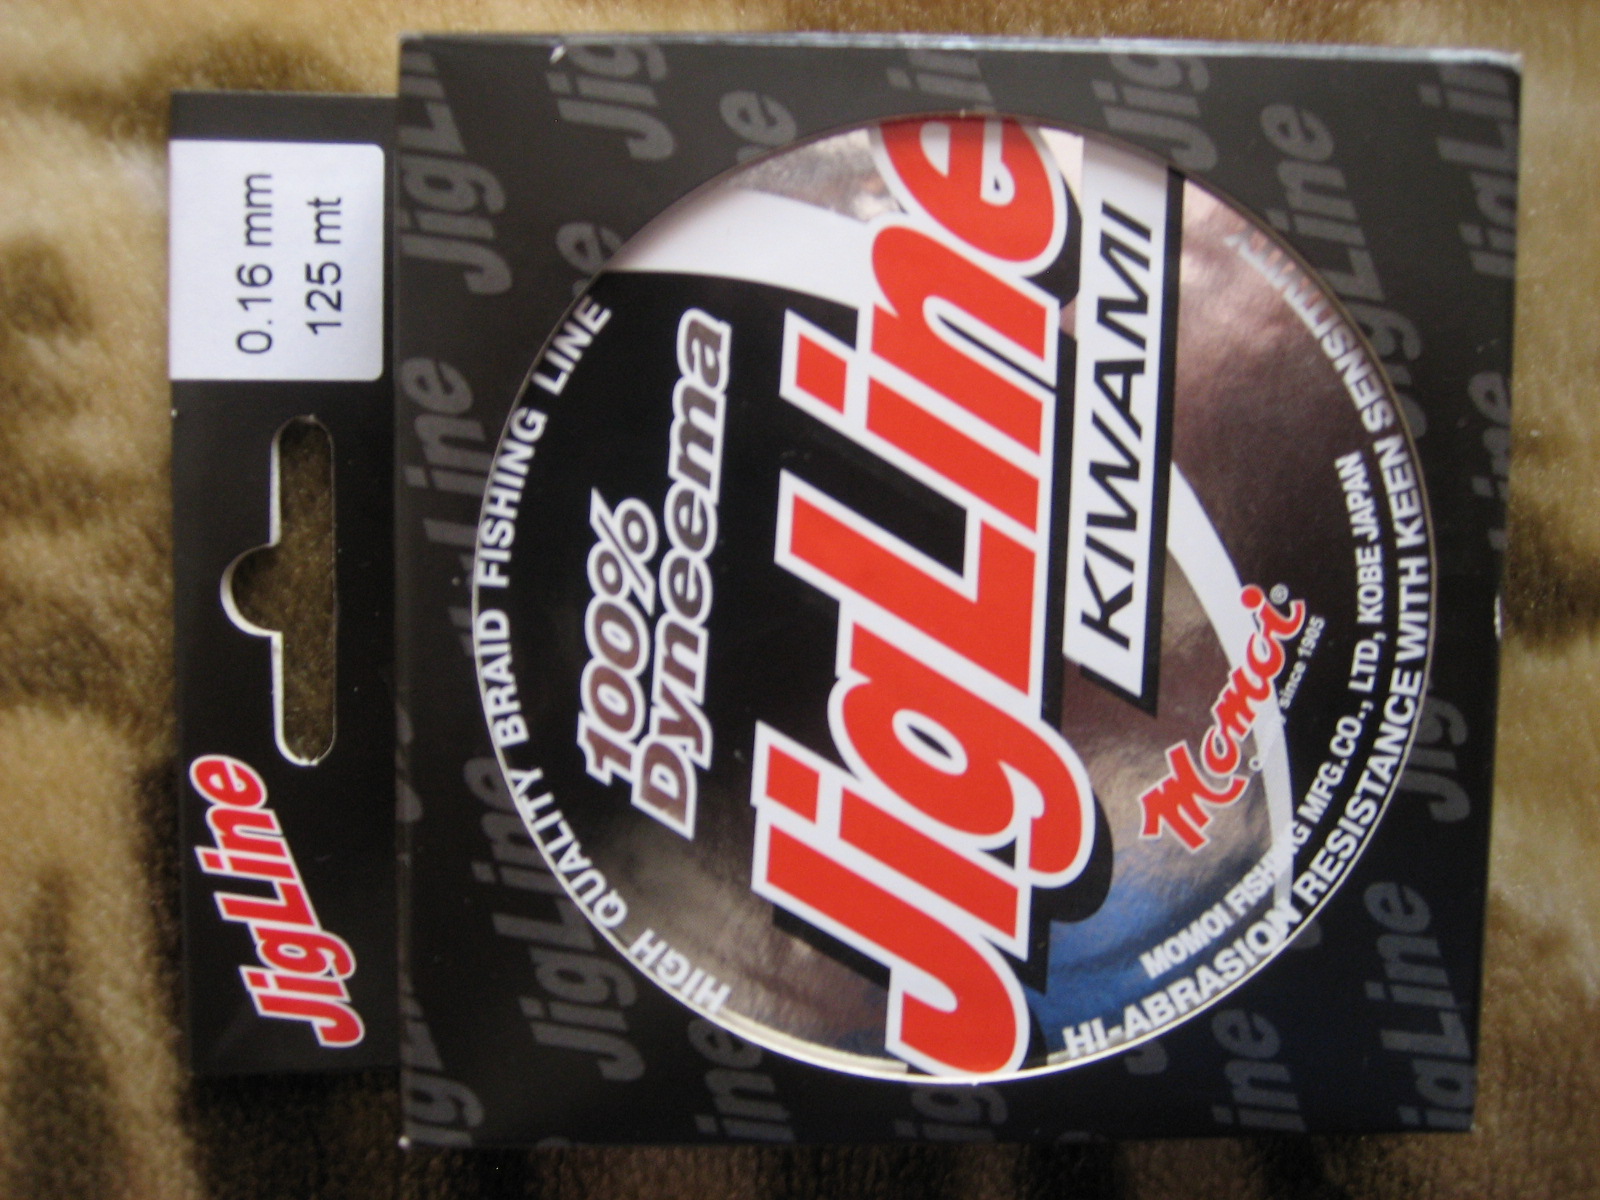 JigLine
0.16 mm
125 mt
HIGH QUALITY BRAID FISHING LINE
100%
Dyneema
JigLine
KIWAMI
Momoi®
since 1905
MOMOI FISHING MFG.CO., LTD, KOBE JAPAN
HI-ABRASION RESISTANCE WITH KEEN SENSITIVITY